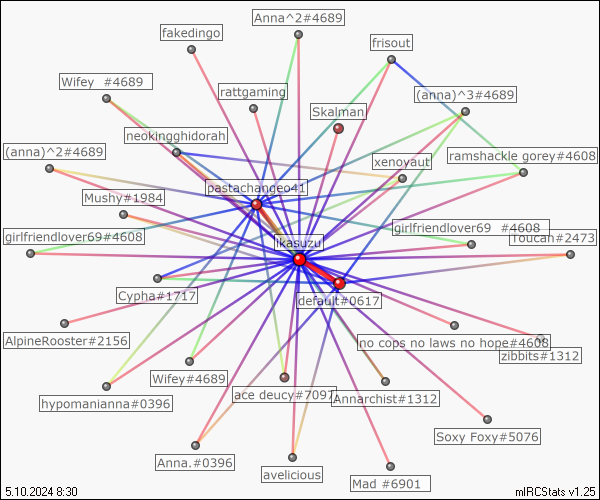 Anna^2#4689
fakedingo
frisout
Wifey  #4689
rattgaming
(anna)^3#4689
Skalman
neokingghidorah
(anna)^2#4689
xenoyaut
ramshackle gorey#4608
pastachangeo41
Mushy#1984
girlfriendlover69  #4608
girlfriendlover69#4608
likasuzu
Toucan#2473
Cypha#1717
default#0617
AlpineRooster#2156
no cops no laws no hope#4608
zibbits#1312
Wifey#4689
ace deucy#7097
Annarchist#1312
hypomanianna#0396
Soxy Foxy#5076
Anna.#0396
avelicious
Mad #6901
5.10.2024 8:30
mIRCStats v1.25